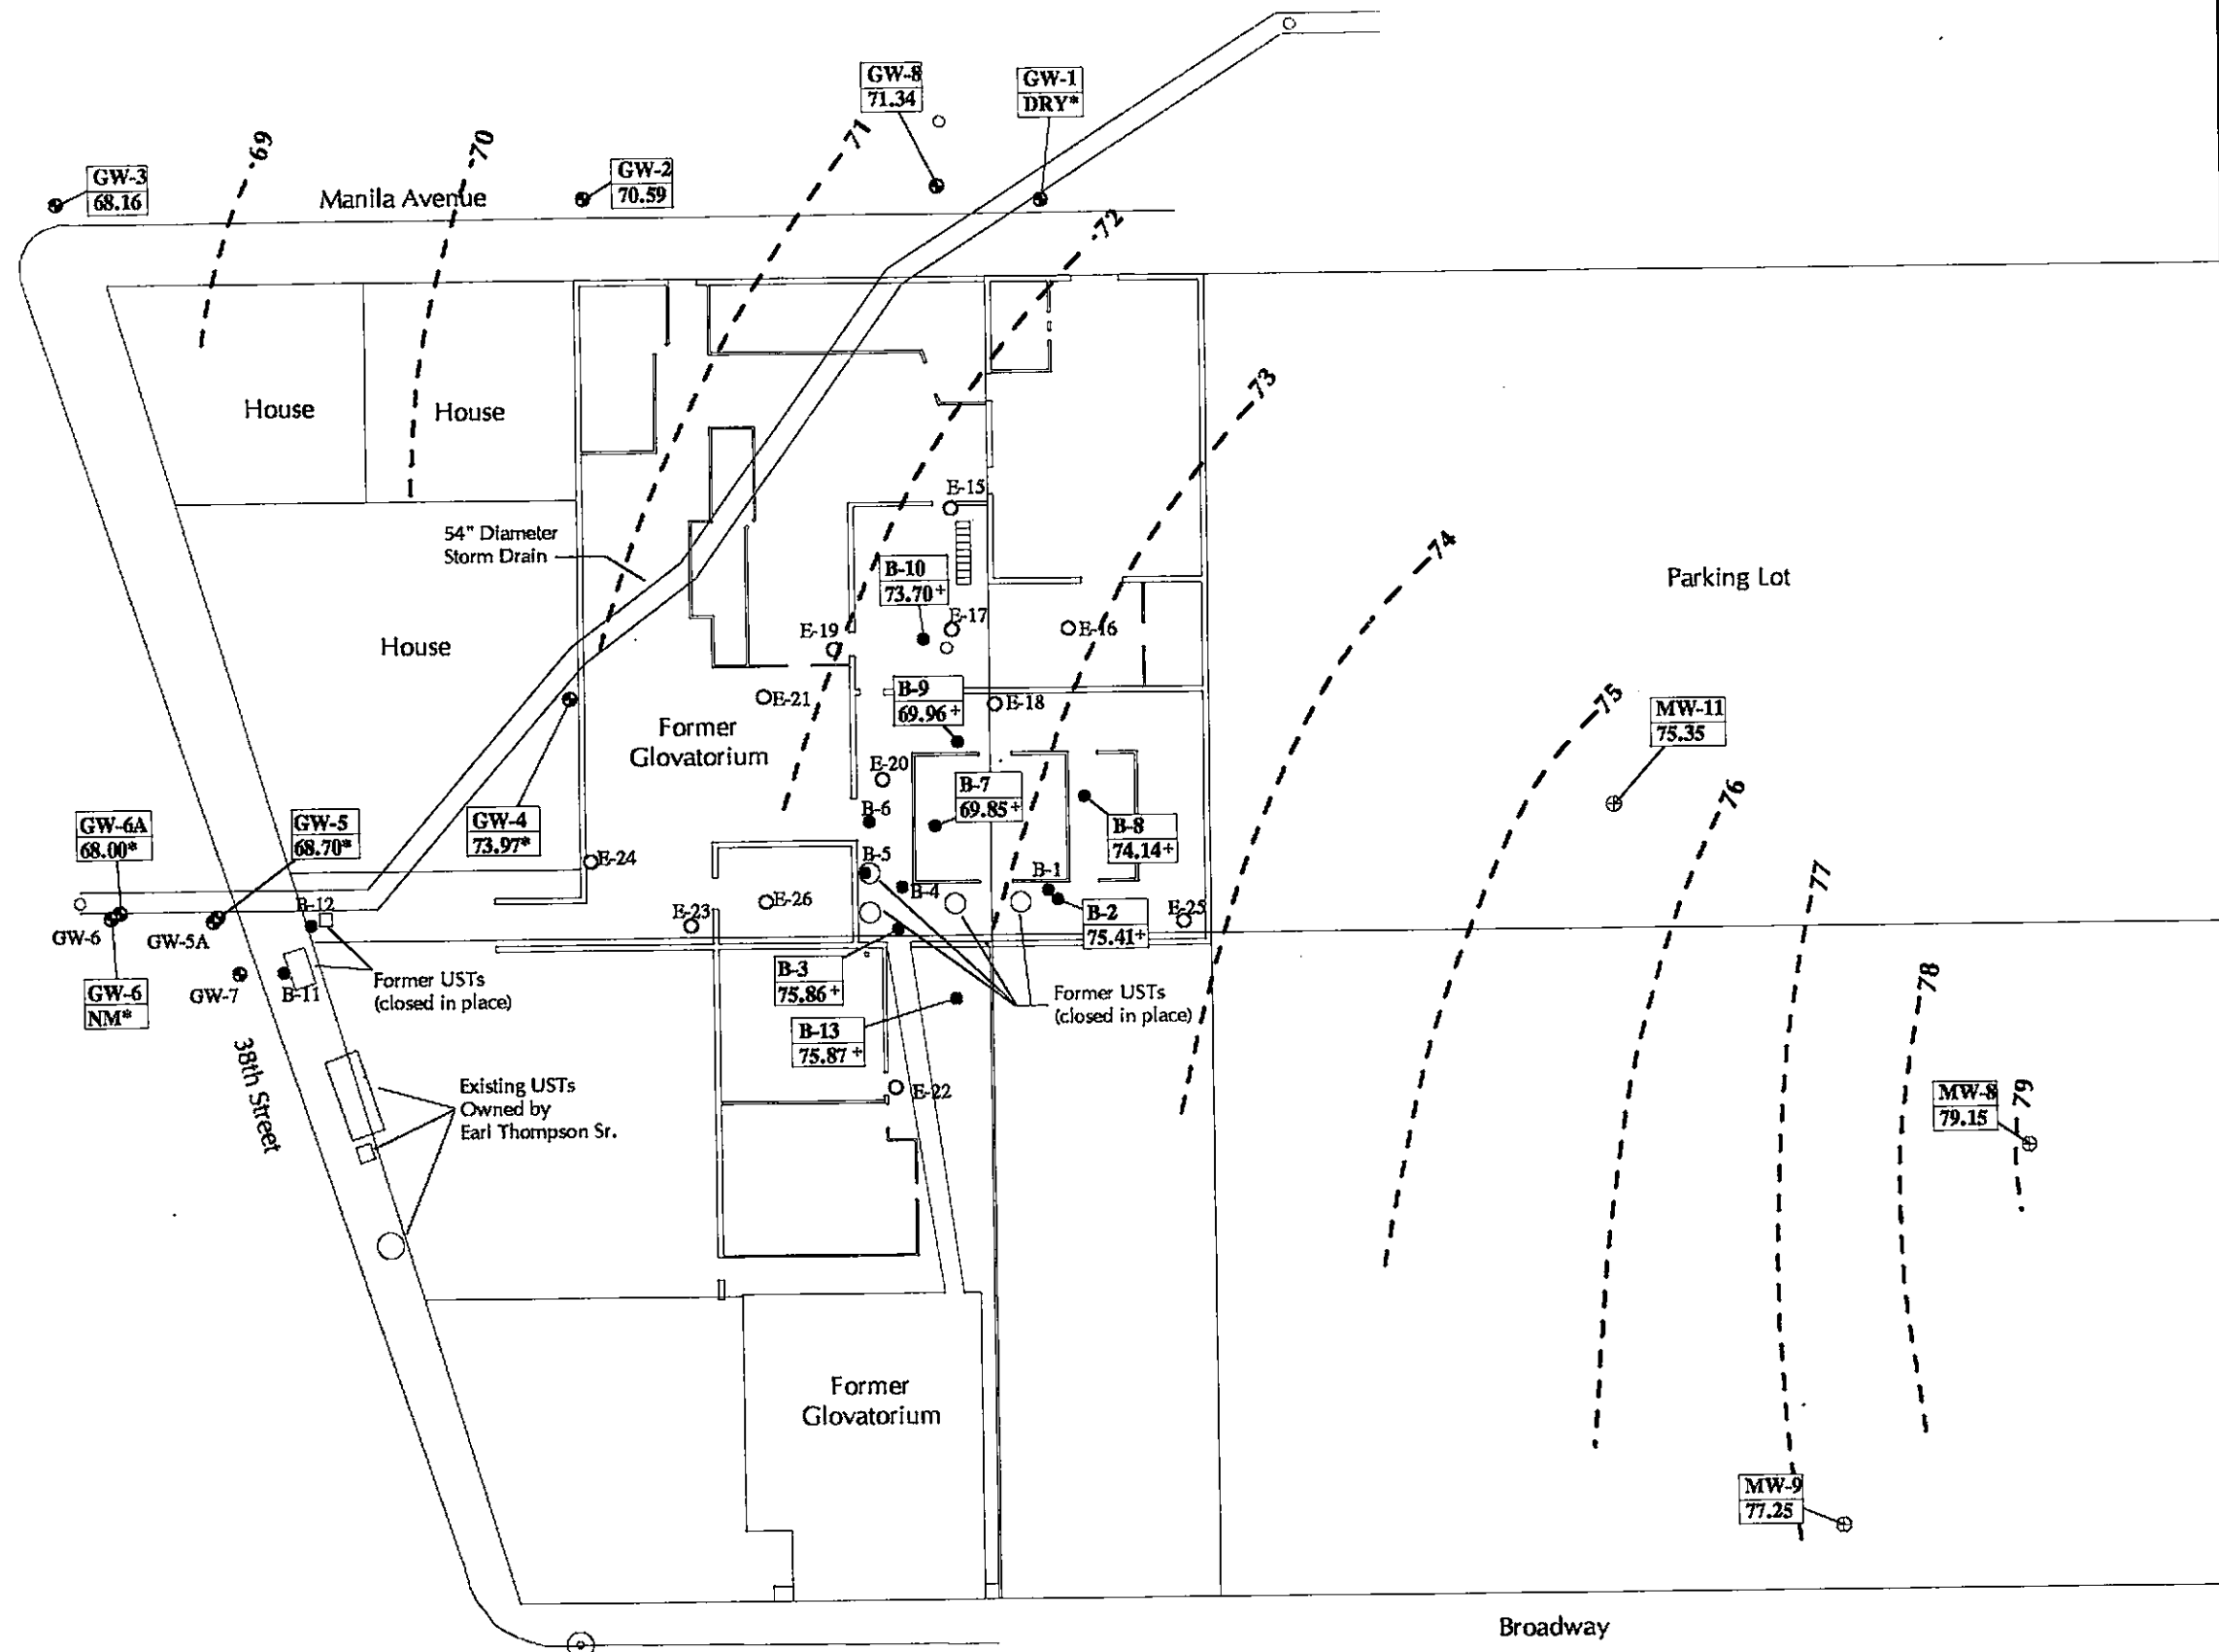 GW-8
71.34
GW-1
DRY*
69
70
71
GW-3
68.16
Manila Avenue
GW-2
70.59
72
73
House
House
E-15
54" Diameter
Storm Drain
74
B-10
73.70+
Parking Lot
E-19
E-17
E-16
House
B-9
69.96+
E-21
E-18
75
MW-11
75.35
Former
Glovatorium
E-20
B-7
69.85+
76
GW-6A
68.00*
GW-5
68.70*
GW-4
73.97*
B-6
B-8
74.14+
E-24
B-5
B-1
77
B-4
B-12
E-23
E-26
B-2
75.41+
E-25
GW-6
GW-5A
B-3
75.86+
Former USTs
(closed in place)
GW-7
B-11
GW-6
NM*
Former USTs
(closed in place)
78
B-13
75.87+
38th Street
Existing USTs
Owned by
Earl Thompson Sr.
E-22
MW-8
79.15
79
Former
Glovatorium
MW-9
77.25
Broadway